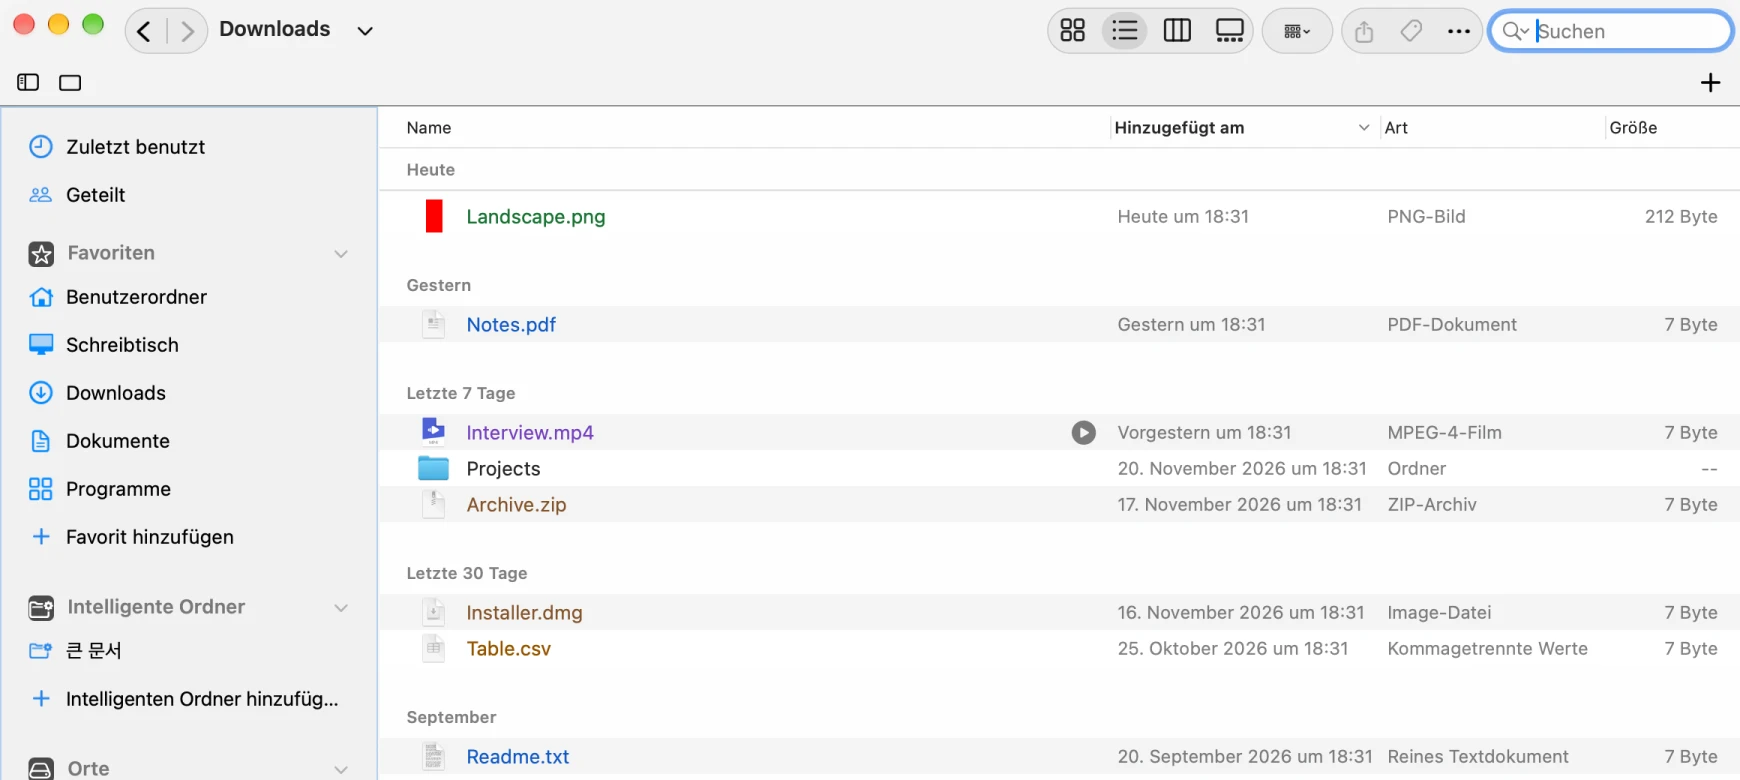 Downloads
Suchen
Zuletzt benutzt
Geteilt
Favoriten
Benutzerordner
Schreibtisch
Downloads
Dokumente
Programme
Favorit hinzufügen
Intelligente Ordner
큰 문서
Intelligenten Ordner hinzufüg...
Orte
Name Hinzugefügt am Art Größe
Heute
Landscape.png Heute um 18:31 PNG-Bild 212 Byte
Gestern
Notes.pdf Gestern um 18:31 PDF-Dokument 7 Byte
Letzte 7 Tage
Interview.mp4 Vorgestern um 18:31 MPEG-4-Film 7 Byte
Projects 20. November 2026 um 18:31 Ordner --
Archive.zip 17. November 2026 um 18:31 ZIP-Archiv 7 Byte
Letzte 30 Tage
Installer.dmg 16. November 2026 um 18:31 Image-Datei 7 Byte
Table.csv 25. Oktober 2026 um 18:31 Kommagetrennte Werte 7 Byte
September
Readme.txt 20. September 2026 um 18:31 Reines Textdokument 7 Byte